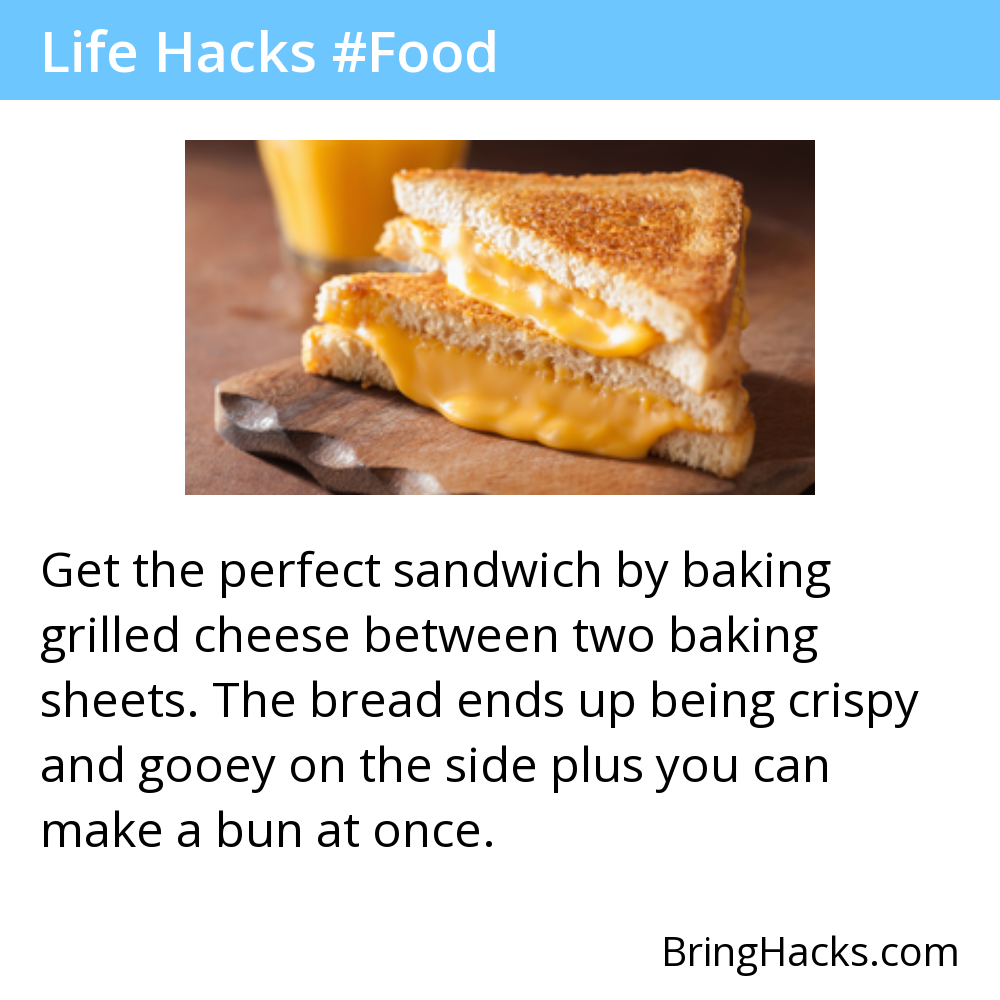 Life Hacks #Food
Get the perfect sandwich by baking
grilled cheese between two baking
sheets. The bread ends up being crispy
and gooey on the side plus you can
make a bun at once.
BringHacks.com